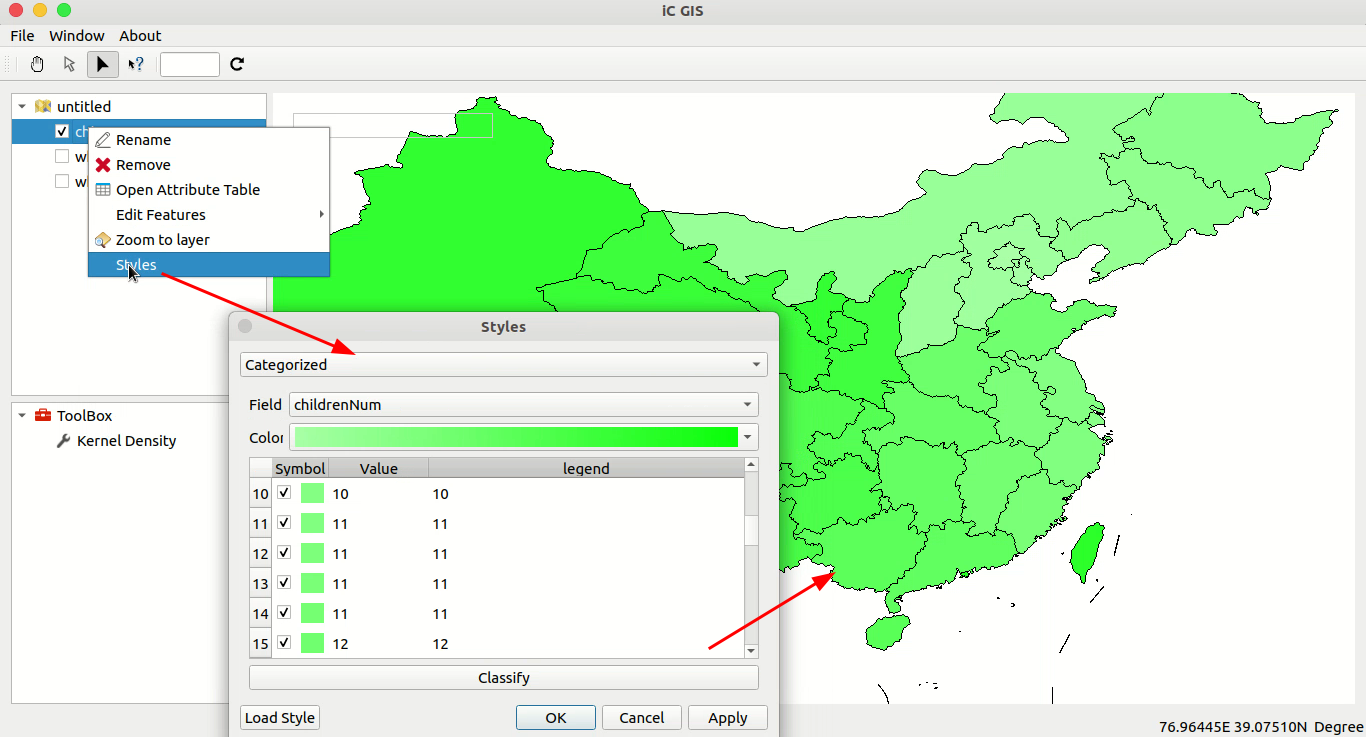 iC GIS
File Window About
untitled
Rename
Remove
Open Attribute Table
Edit Features
Zoom to layer
Styles
ToolBox
Kernel Density
Styles
Categorized
Field childrenNum
Color
Symbol Value legend
10 10 10
11 11 11
12 11 11
13 11 11
14 11 11
15 12 12
Classify
Load Style OK Cancel Apply
76.96445E 39.07510N Degree